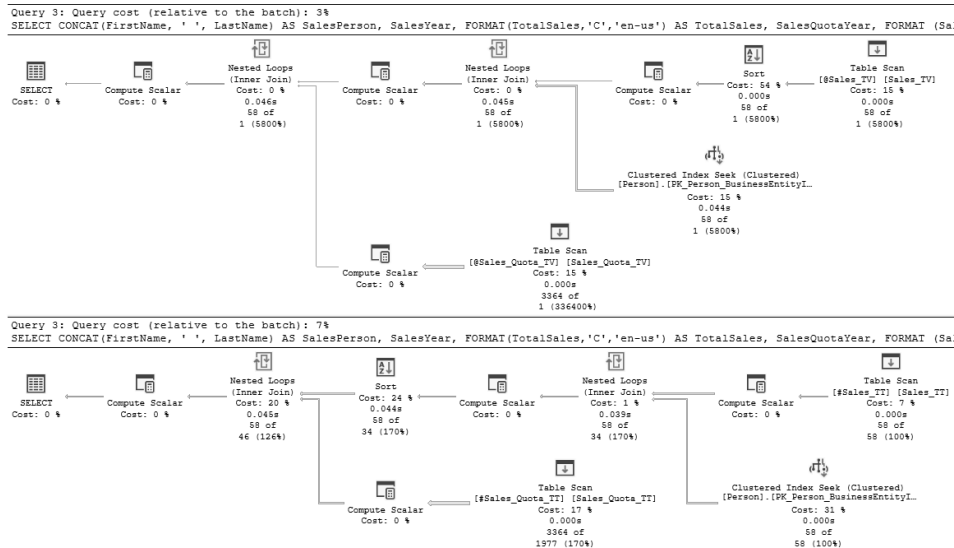 Query 3: Query cost (relative to the batch): 3%
SELECT CONCAT(FirstName, ' ', LastName) AS SalesPerson, SalesYear, FORMAT(TotalSales,'C','en-us') AS TotalSales, SalesQuotaYear, FORMAT (Sal
SELECT
Cost: 0 %
Compute Scalar
Cost: 0 %
Nested Loops
(Inner Join)
Cost: 0 %
0.046s
58 of
1 (5800%)
Compute Scalar
Cost: 0 %
Nested Loops
(Inner Join)
Cost: 0 %
0.045s
58 of
1 (5800%)
Compute Scalar
Cost: 0 %
Sort
Cost: 54 %
0.000s
58 of
1 (5800%)
Table Scan
[@Sales_TV] [Sales_TV]
Cost: 15 %
0.000s
58 of
1 (5800%)
Clustered Index Seek (Clustered)
[Person].[PK_Person_BusinessEntityI…
Cost: 15 %
0.044s
58 of
1 (5800%)
Compute Scalar
Cost: 0 %
Table Scan
[@Sales_Quota_TV] [Sales_Quota_TV]
Cost: 15 %
0.000s
3364 of
1 (336400%)
Query 3: Query cost (relative to the batch): 7%
SELECT CONCAT(FirstName, ' ', LastName) AS SalesPerson, SalesYear, FORMAT(TotalSales,'C','en-us') AS TotalSales, SalesQuotaYear, FORMAT (Sal
SELECT
Cost: 0 %
Compute Scalar
Cost: 0 %
Nested Loops
(Inner Join)
Cost: 20 %
0.045s
58 of
46 (126%)
Sort
Cost: 24 %
0.044s
58 of
34 (170%)
Compute Scalar
Cost: 0 %
Nested Loops
(Inner Join)
Cost: 1 %
0.039s
58 of
34 (170%)
Compute Scalar
Cost: 0 %
Table Scan
[#Sales_TT] [Sales_TT]
Cost: 7 %
0.000s
58 of
58 (100%)
Compute Scalar
Cost: 0 %
Table Scan
[#Sales_Quota_TT] [Sales_Quota_TT]
Cost: 17 %
0.000s
3364 of
1977 (170%)
Clustered Index Seek (Clustered)
[Person].[PK_Person_BusinessEntityI…
Cost: 31 %
0.000s
58 of
58 (100%)